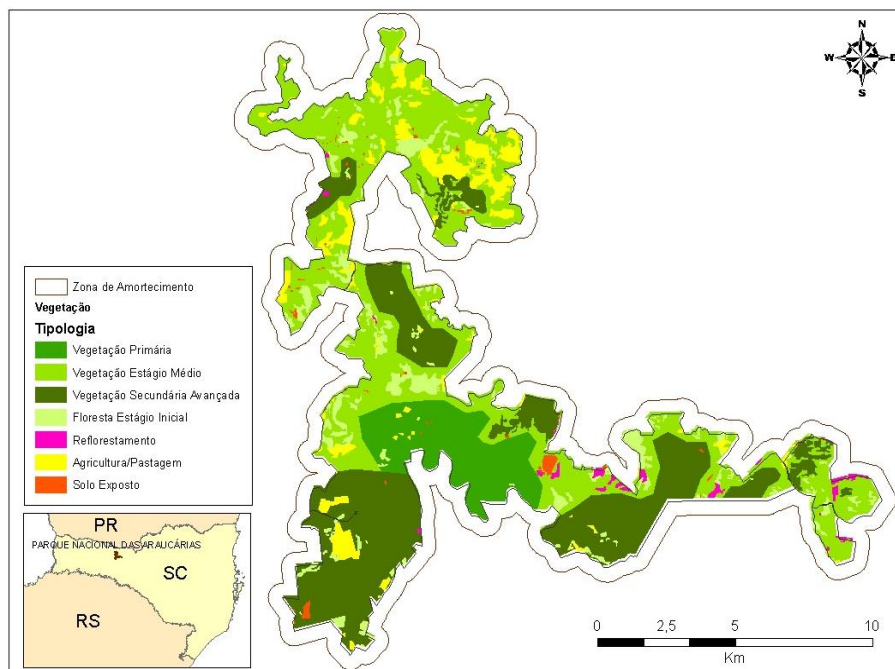 N
W E
S
Zona de Amortecimento
Vegetação
Tipologia
Vegetação Primária
Vegetação Estágio Médio
Vegetação Secundária Avançada
Floresta Estágio Inicial
Reflorestamento
Agricultura/Pastagem
Solo Exposto
PR
PARQUE NACIONAL DAS ARAUCÁRIAS
SC
RS
0 2,5 5 10
Km